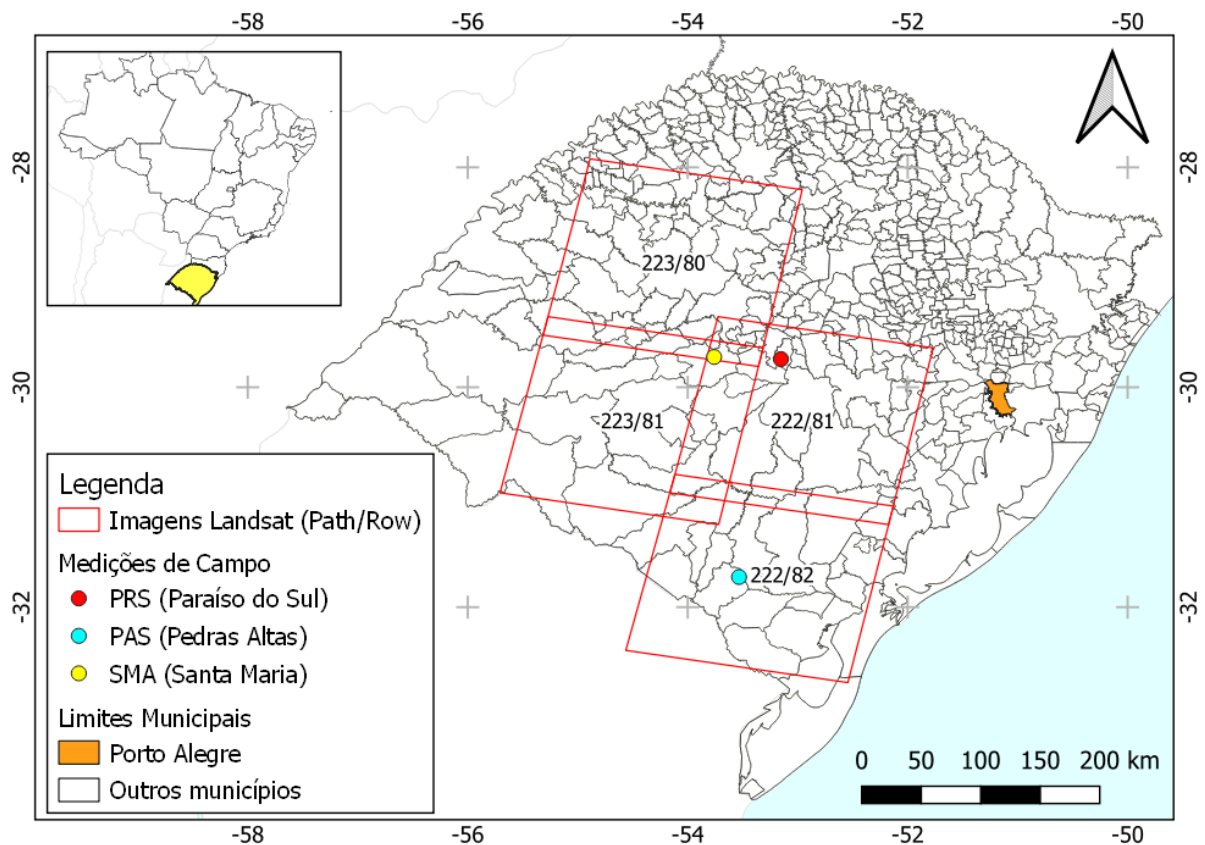 -58 -56 -54 -52 -50
-28 -28
223/80
-30 -30
223/81 222/81
Legenda
Imagens Landsat (Path/Row)
Medições de Campo
PRS (Paraíso do Sul)
PAS (Pedras Altas)
SMA (Santa Maria)
Limites Municipais
Porto Alegre
Outros municípios
222/82
-32 -32
0 50 100 150 200 km
-58 -56 -54 -52 -50